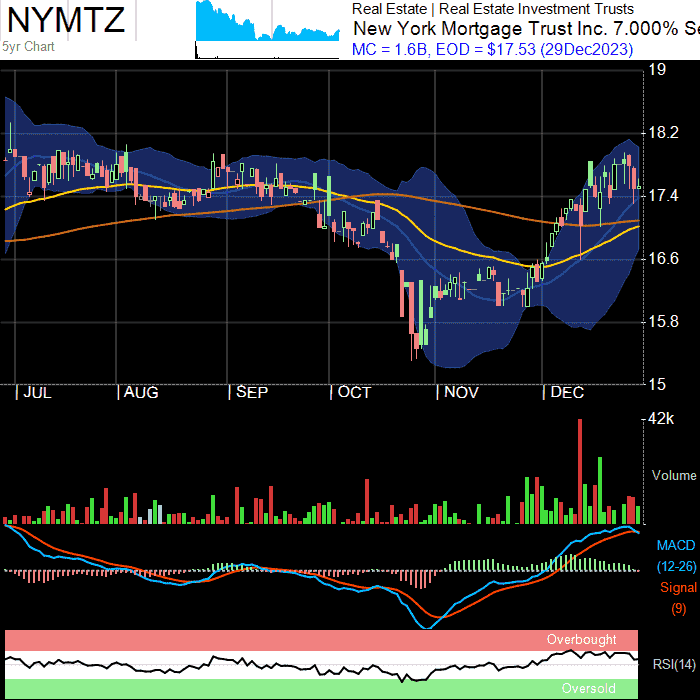 NYMTZ
5yr Chart
Real Estate | Real Estate Investment Trusts
New York Mortgage Trust Inc. 7.000% Se
MC = 1.6B, EOD = $17.53 (29Dec2023)
19
18.2
17.4
16.6
15.8
15
| JUL | AUG | SEP | OCT | NOV | DEC
42k
Volume
MACD
(12-26)
Signal
(9)
Overbought
RSI(14)
Oversold